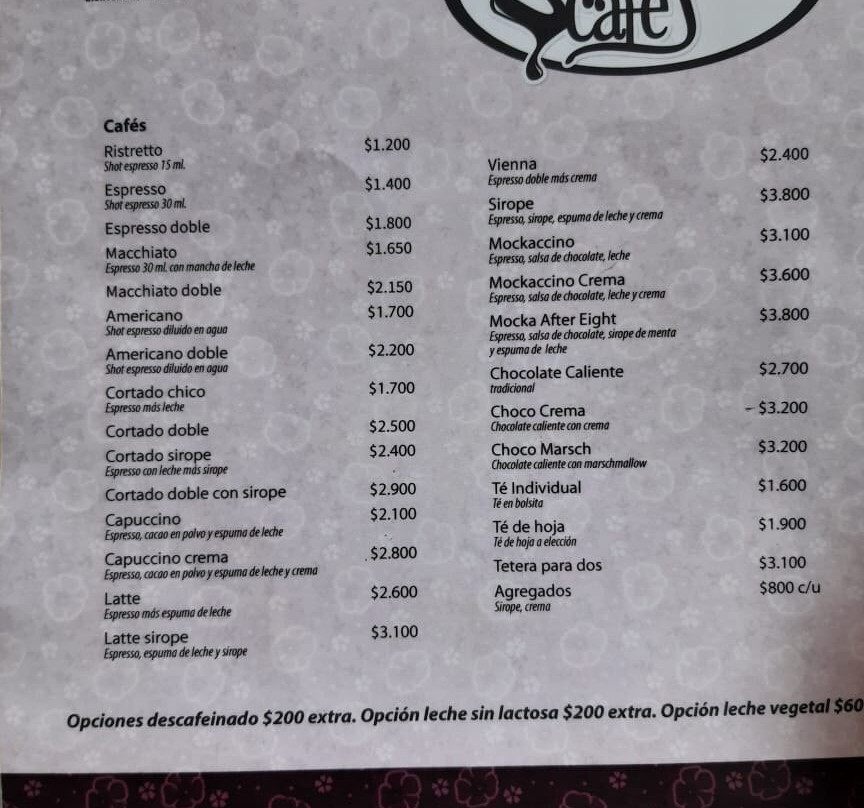 café
Cafés
Ristretto $1.200
Shot espresso 15 ml.
Espresso $1.400
Shot espresso 30 ml.
Espresso doble $1.800
Macchiato $1.650
Espresso 30 ml. con mancha de leche
Macchiato doble $2.150
Americano $1.700
Shot espresso diluido en agua
Americano doble $2.200
Shot espresso diluido en agua
Cortado chico $1.700
Espresso más leche
Cortado doble $2.500
Cortado sirope $2.400
Espresso con leche más sirope
Cortado doble con sirope $2.900
Capuccino $2.100
Espresso, cacao en polvo y espuma de leche
Capuccino crema $2.800
Espresso, cacao en polvo y espuma de leche y crema
Latte $2.600
Espresso más espuma de leche
Latte sirope $3.100
Espresso, espuma de leche y sirope
Vienna $2.400
Espresso doble más crema
Sirope $3.800
Espresso, sirope, espuma de leche y crema
Mockaccino $3.100
Espresso, salsa de chocolate, leche
Mockaccino Crema $3.600
Espresso, salsa de chocolate, leche y crema
Mocka After Eight $3.800
Espresso, salsa de chocolate, sirope de menta
y espuma de leche
Chocolate Caliente $2.700
tradicional
Choco Crema $3.200
Chocolate caliente con crema
Choco Marsch $3.200
Chocolate caliente con marschmallow
Té Individual $1.600
Té en bolsita
Té de hoja $1.900
Té de hoja a elección
Tetera para dos $3.100
Agregados $800 c/u
Sirope, crema
Opciones descafeinado $200 extra. Opción leche sin lactosa $200 extra. Opción leche vegetal $60